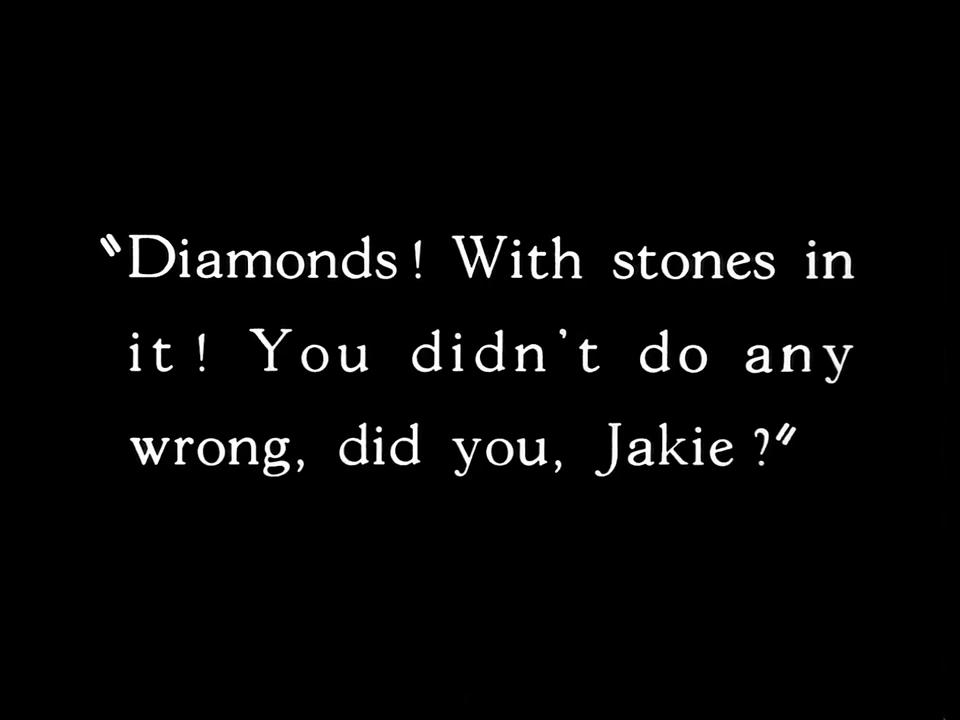 "Diamonds! With stones in
it! You didn't do any
wrong, did you, Jakie?"